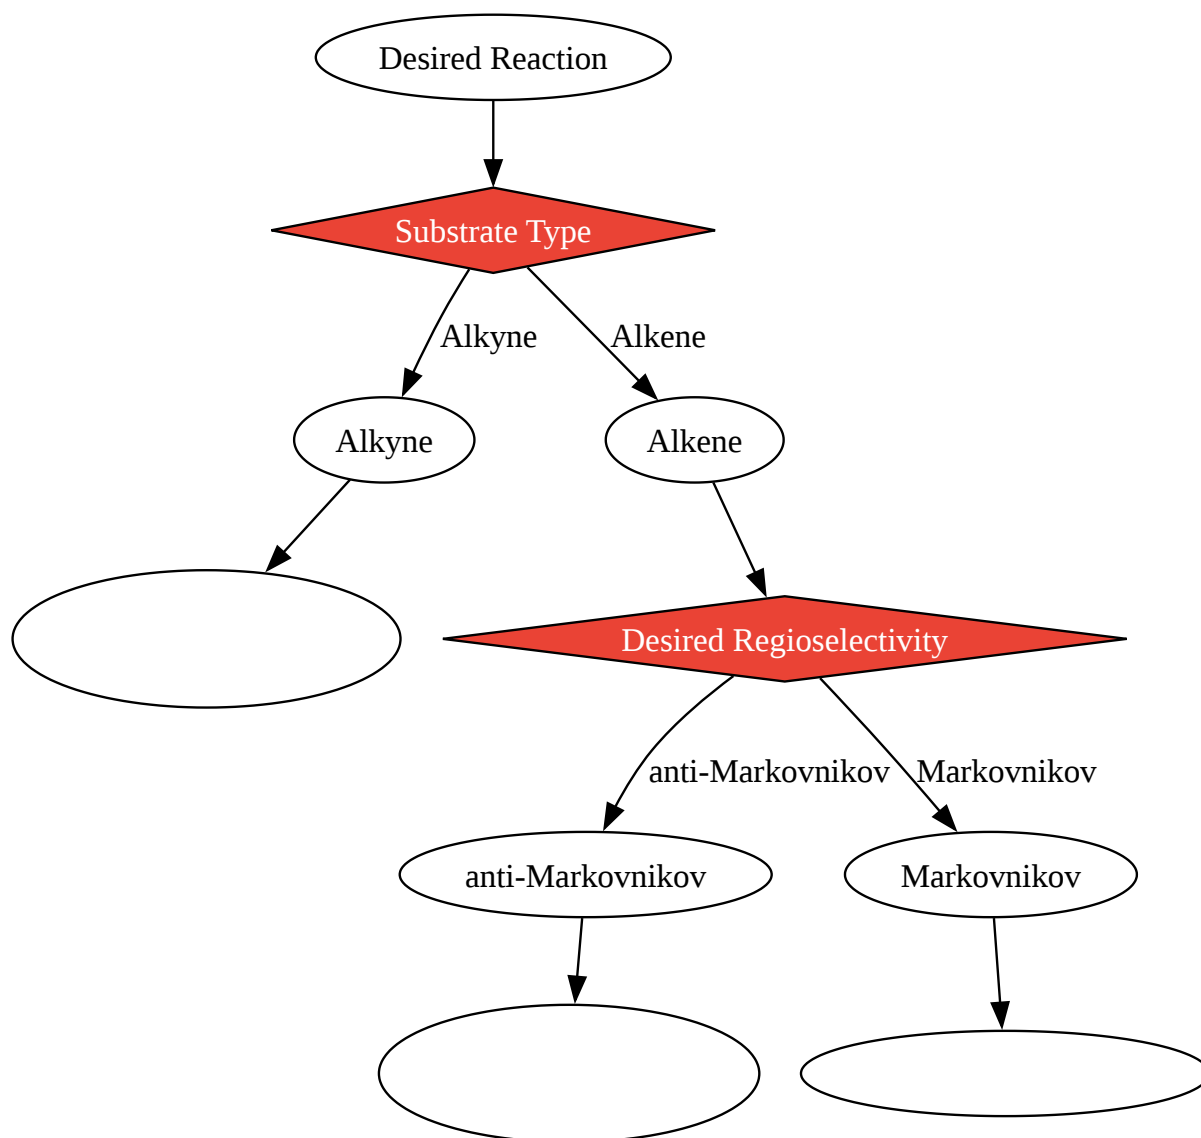 Desired Reaction
Substrate Type
Alkyne
Alkene
Alkyne
Alkene
Desired Regioselectivity
anti-Markovnikov
Markovnikov
anti-Markovnikov
Markovnikov